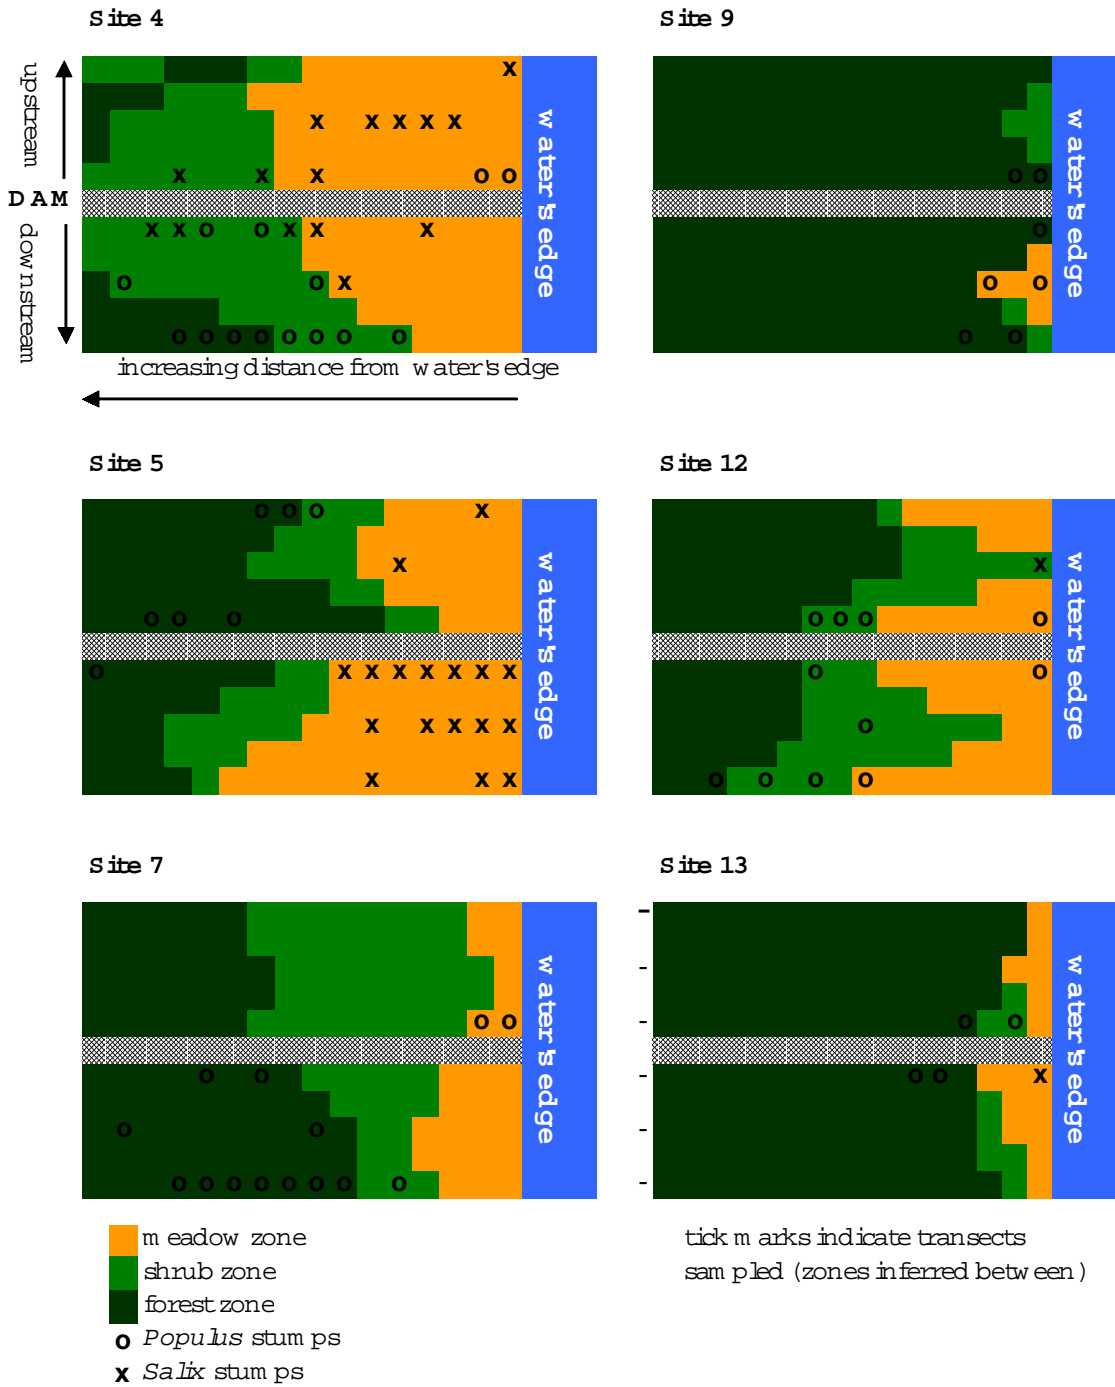 Site 4
Site 9
upstream
DAM
downstream
water's edge
water's edge
increasing distance from water's edge
Site 5
Site 12
water's edge
water's edge
Site 7
Site 13
water's edge
water's edge
meadow zone
shrub zone
forest zone
o Populus stumps
x Salix stumps
tick marks indicate transects
sampled (zones inferred between)